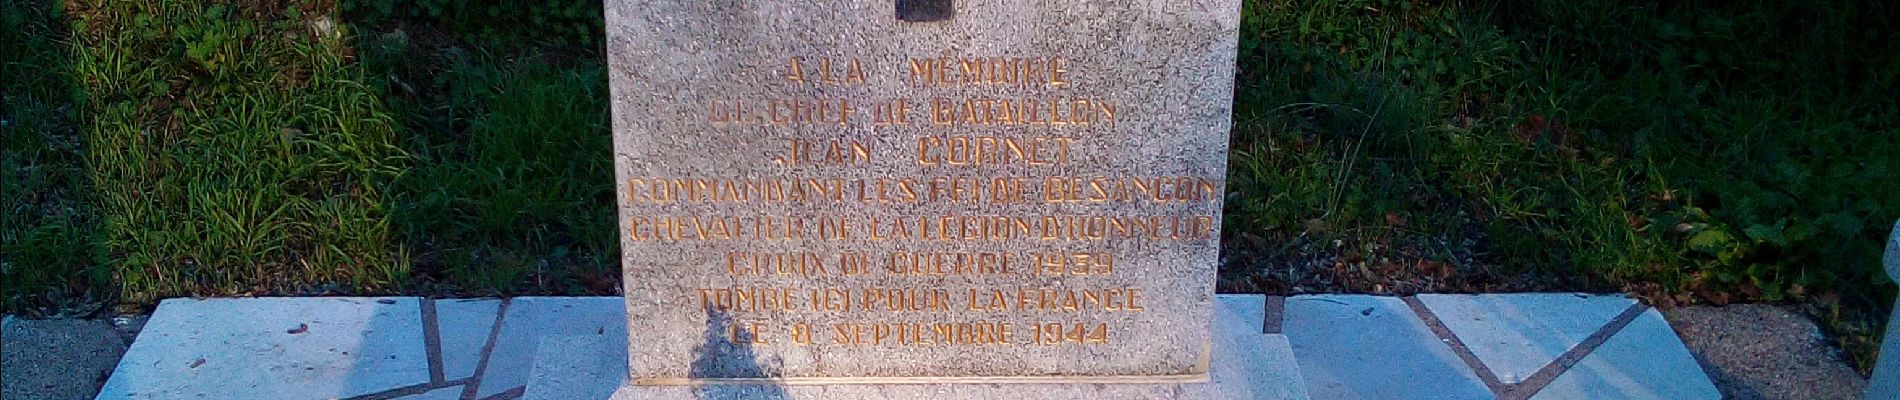 A LA MÉMOIRE
DU CHEF DE BATAILLON
JEAN CORNET
COMMANDANT LES FFI DE BESANÇON
CHEVALIER DE LA LEGION D'HONNEUR
CROIX DE GUERRE 1939
TOMBÉ ICI POUR LA FRANCE
LE 8 SEPTEMBRE 1944